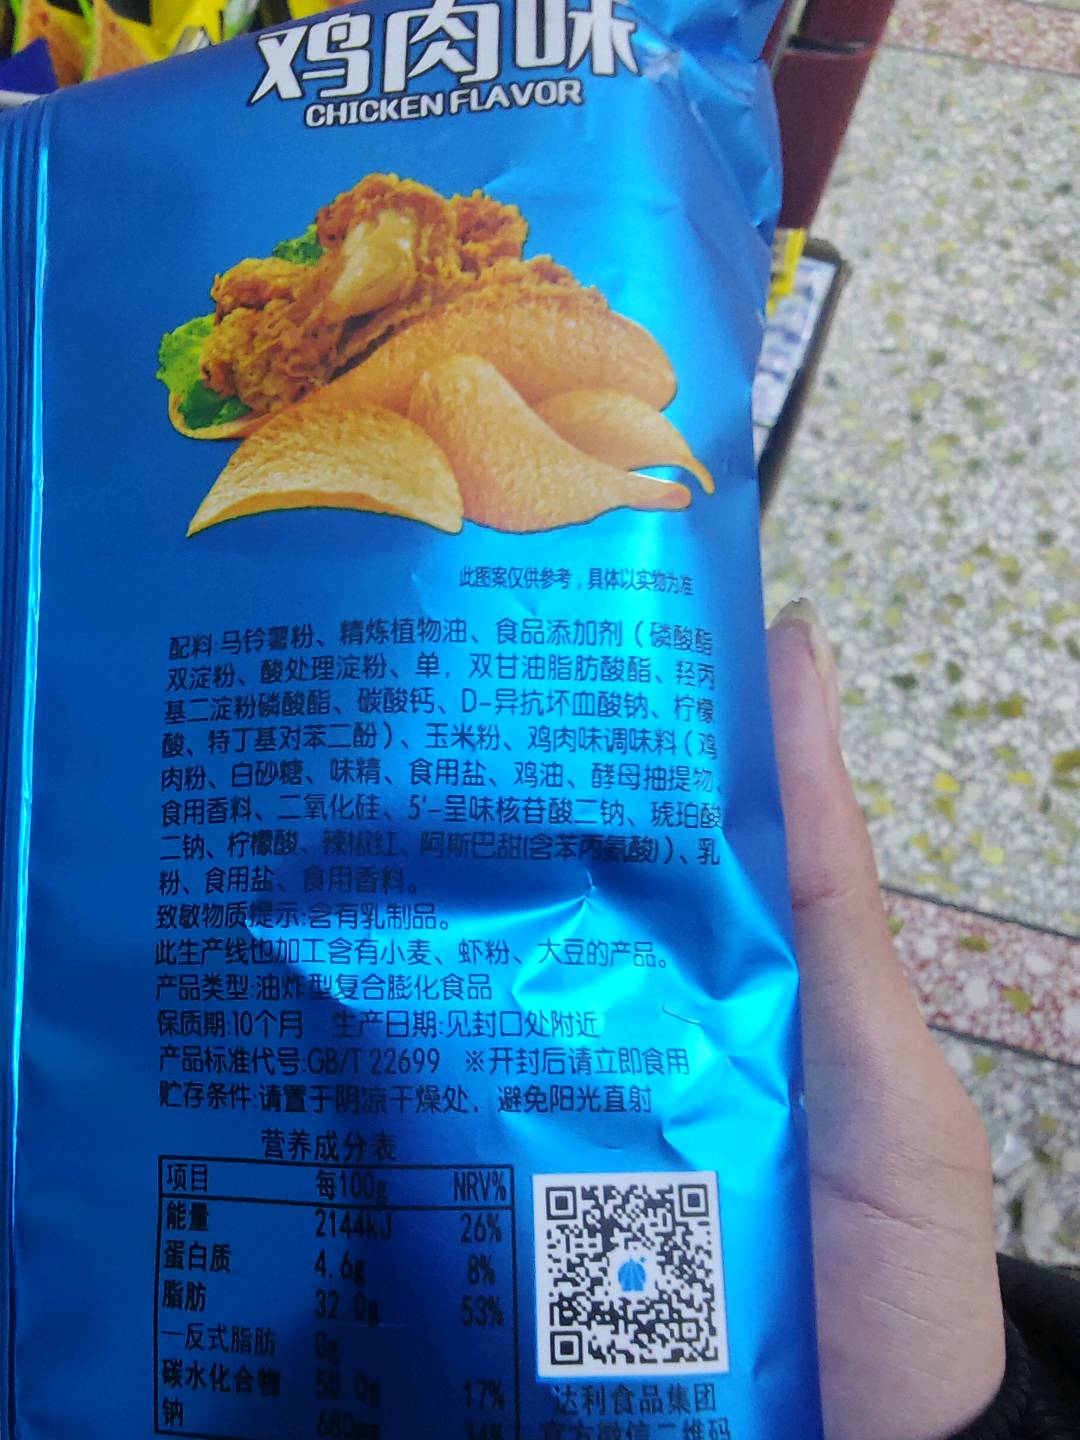 鸡肉味
CHICKEN FLAVOR
此图案仅供参考，具体以实物为准
配料:马铃薯粉、精炼植物油、食品添加剂（磷酸酯
双淀粉、酸处理淀粉、单，双甘油脂肪酸酯、羟丙
基二淀粉磷酸酯、碳酸钙、D-异抗坏血酸钠、柠檬
酸、特丁基对苯二酚）、玉米粉、鸡肉味调味料（鸡
肉粉、白砂糖、味精、食用盐、鸡油、酵母抽提物、
食用香料、二氧化硅、5'-呈味核苷酸二钠、琥珀酸
二钠、柠檬酸、辣椒红、阿斯巴甜(含苯丙氨酸)）、乳
粉、食用盐、食用香料。
致敏物质提示:含有乳制品。
此生产线也加工含有小麦、虾粉、大豆的产品。
产品类型:油炸型复合膨化食品
保质期:10个月 生产日期:见封口处附近
产品标准代号:GB/T 22699 ※开封后请立即食用
贮存条件:请置于阴凉干燥处，避免阳光直射
营养成分表
项目 每100g NRV%
能量 2144kJ 26%
蛋白质 4.6g 8%
脂肪 32.0g 53%
一反式脂肪 0g
碳水化合物 50.0g 17%
钠 680mg 34%
达利食品集团
官方微信二维码